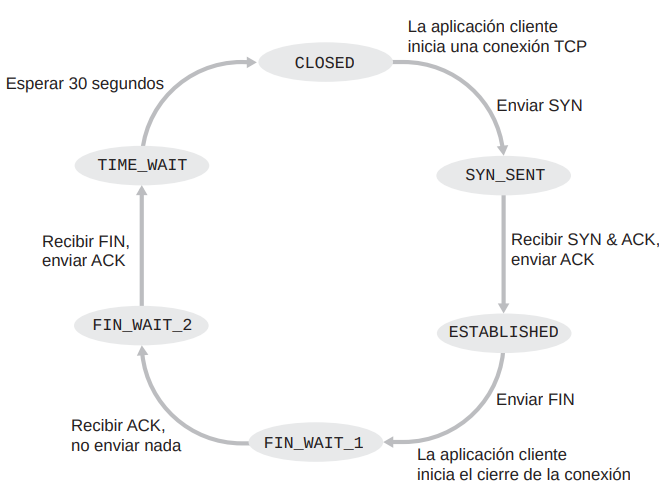 La aplicación cliente
inicia una conexión TCP
CLOSED
Esperar 30 segundos
Enviar SYN
TIME_WAIT
SYN_SENT
Recibir FIN,
enviar ACK
Recibir SYN & ACK,
enviar ACK
FIN_WAIT_2
ESTABLISHED
Enviar FIN
Recibir ACK,
no enviar nada
FIN_WAIT_1
La aplicación cliente
inicia el cierre de la conexión